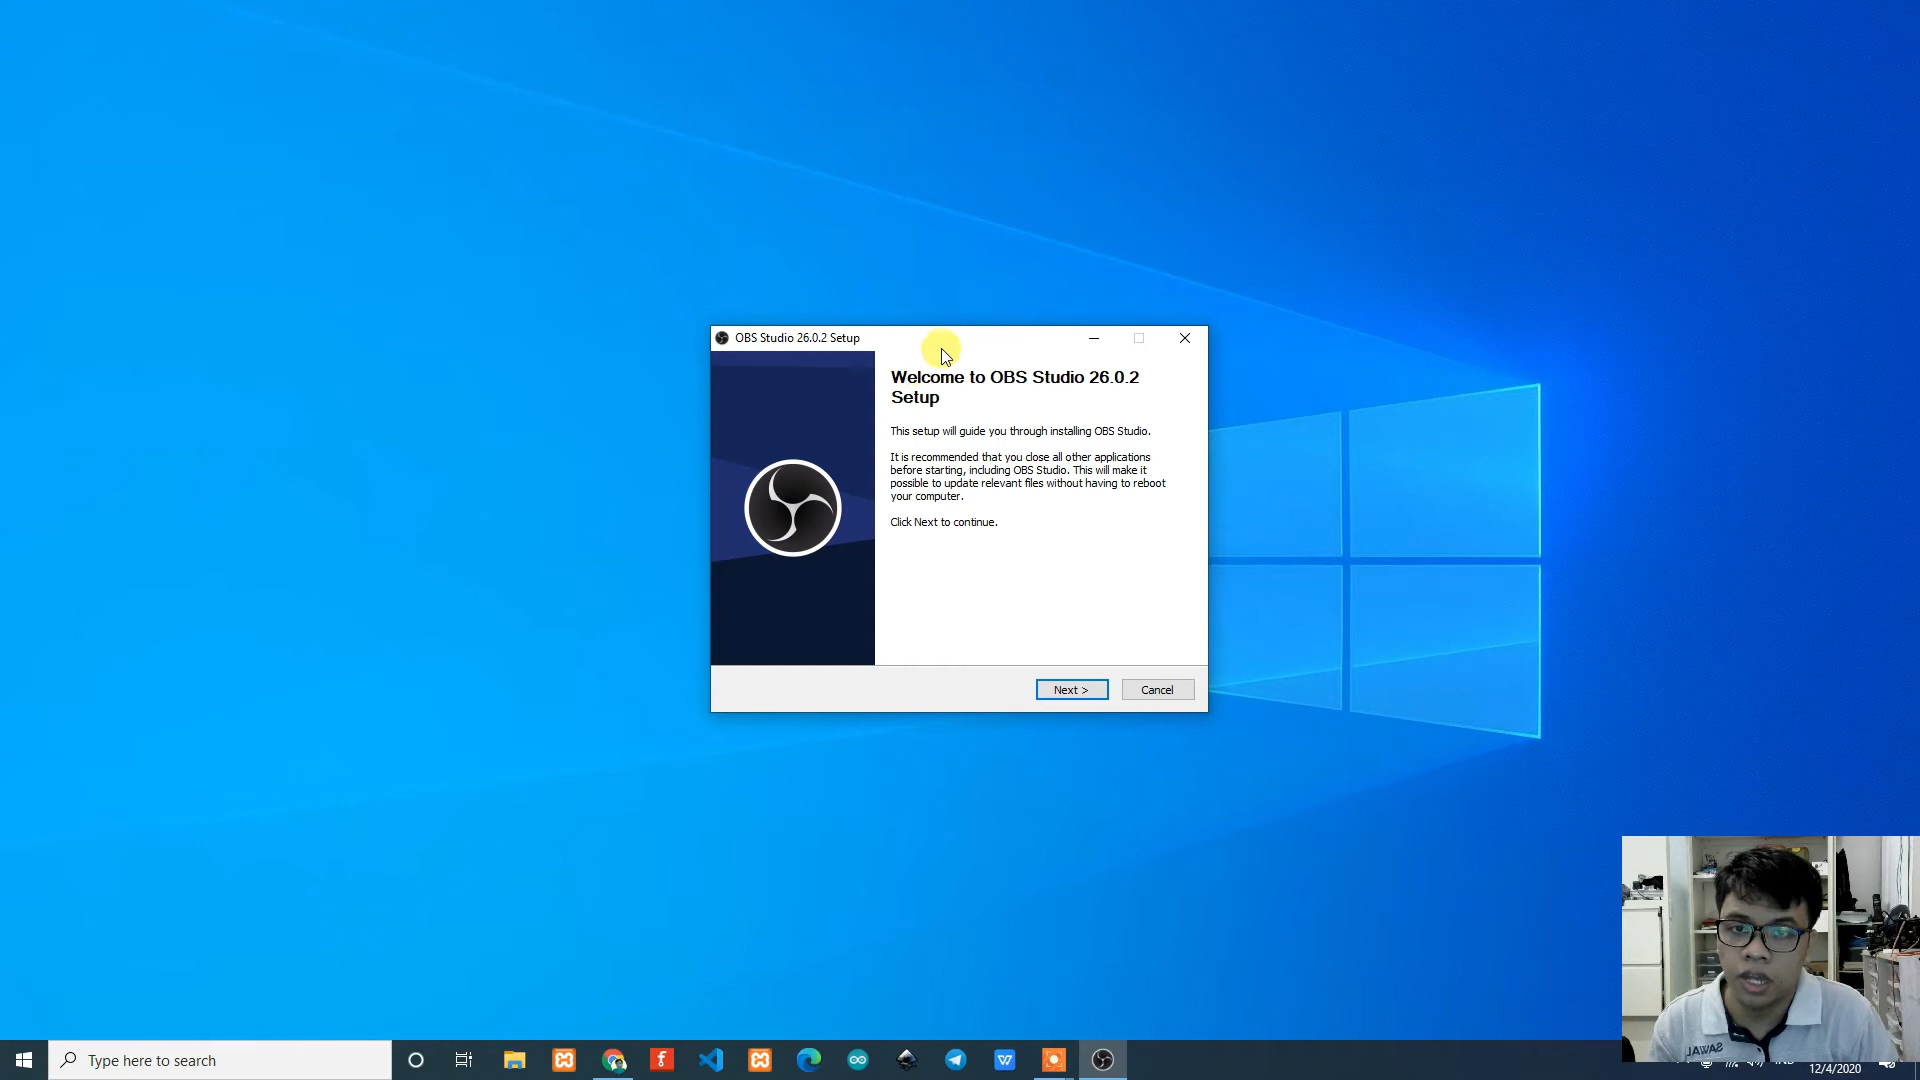 OBS Studio 26.0.2 Setup
Welcome to OBS Studio 26.0.2
Setup
This setup will guide you through installing OBS Studio.
It is recommended that you close all other applications
before starting, including OBS Studio. This will make it
possible to update relevant files without having to reboot
your computer.
Click Next to continue.
Next >
Cancel
Type here to search
12/4/2020